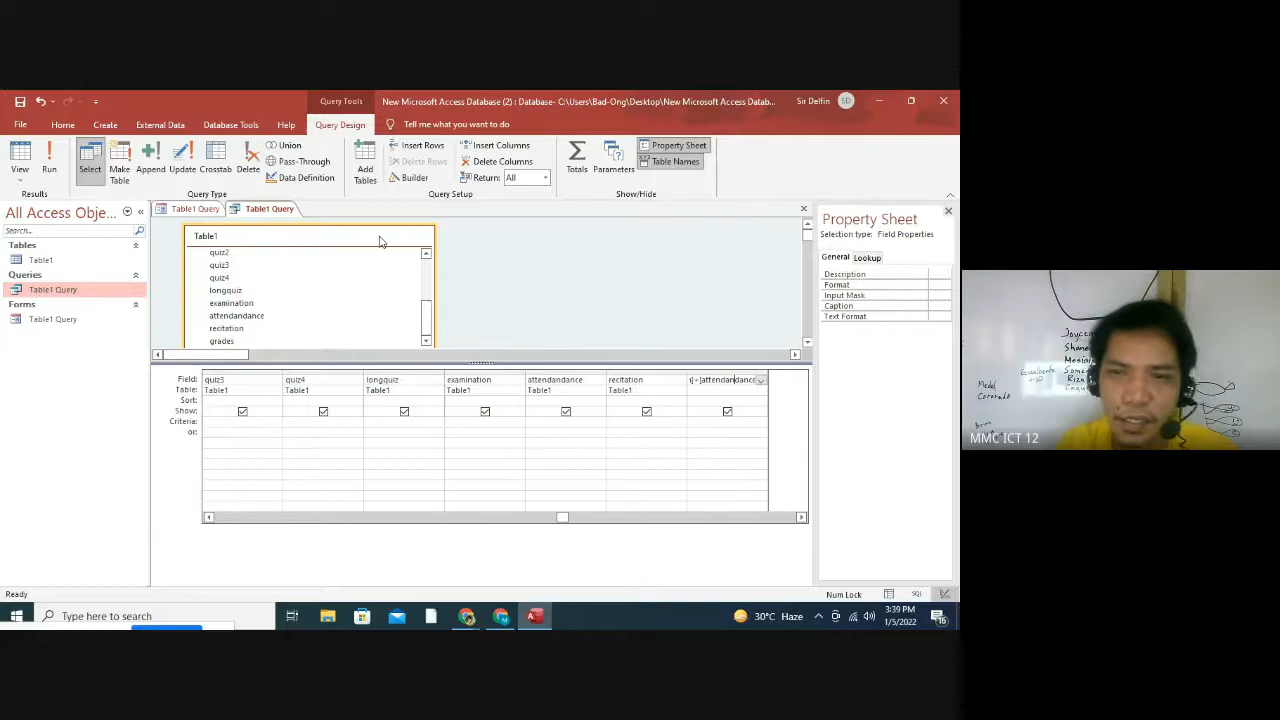 Query Tools
New Microsoft Access Database (2) : Database- C:\Users\Bad-Ong\Desktop\New Microsoft Access Datab...
Sir Delfin
SD
File
Home
Create
External Data
Database Tools
Help
Query Design
Tell me what you want to do
View
Run
Select
Make Table
Append
Update
Crosstab
Delete
Union
Pass-Through
Data Definition
Add Tables
Insert Rows
Delete Rows
Builder
Insert Columns
Delete Columns
Return: All
Totals
Parameters
Property Sheet
Table Names
Results
Query Type
Query Setup
Show/Hide
All Access Obje...
Search...
Tables
Table1
Queries
Table1 Query
Forms
Table1 Query
Table1 Query
Table1 Query
Table1
quiz2
quiz3
quiz4
longquiz
examination
attendandance
recitation
grades
Field: quiz3 quiz4 longquiz examination attendandance recitation ]+[attendandance
Table: Table1 Table1 Table1 Table1 Table1 Table1
Sort:
Show:
Criteria:
or:
Property Sheet
Selection type: Field Properties
General
Lookup
Description
Format
Input Mask
Caption
Text Format
Ready
Num Lock
SQL
Type here to search
30°C Haze
3:39 PM
1/5/2022
16
Riza
MMC ICT 12